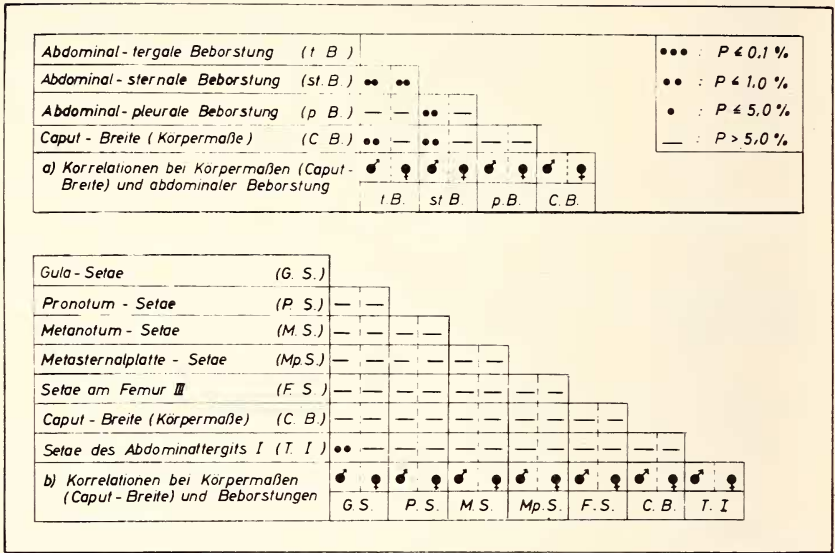 Abdominal-tergale Beborstung (t B.)
••• : P ≤ 0,1 %
Abdominal-sternale Beborstung (st. B.) •• ••
•• : P ≤ 1,0 %
Abdominal-pleurale Beborstung (p B.) — — •• —
• : P ≤ 5,0 %
Caput-Breite (Körpermaße) (C B.) •• — •• — — —
— : P > 5,0 %
a) Korrelationen bei Körpermaßen (Caput- ♂ ♀ ♂ ♀ ♂ ♀ ♂ ♀
Breite) und abdominaler Beborstung
t.B. st B. p.B. C.B.
Gula-Setae (G. S.)
Pronotum - Setae (P. S.) — —
Metanotum - Setae (M. S.) — — — —
Metasternalplatte - Setae (Mp.S.) — — — — — —
Setae am Femur III (F. S.) — — — — — — — —
Caput-Breite (Körpermaße) (C. B.) — — — — — — — — — —
Setae des Abdominaltergits I (T. I) •• — — — — — — — — — — —
b) Korrelationen bei Körpermaßen ♂ ♀ ♂ ♀ ♂ ♀ ♂ ♀ ♂ ♀ ♂ ♀ ♂ ♀
(Caput-Breite) und Beborstungen
G.S. P. S. M.S. Mp.S. F.S. C. B. T. I